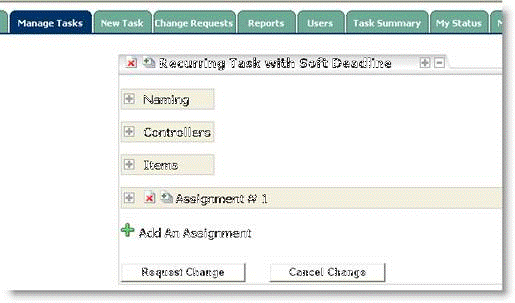 Manage Tasks New Task Change Requests Reports Users Task Summary My Status
Recurring Task with Soft Deadline
Naming
Controllers
Items
Assignment # 1
Add An Assignment
Request Change Cancel Change